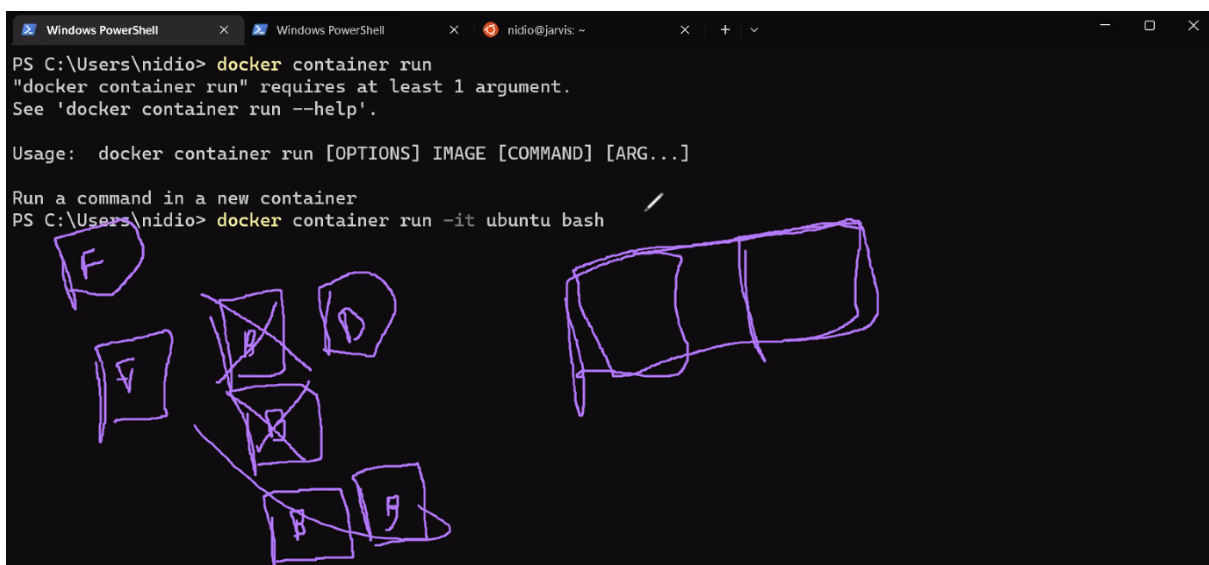 Windows PowerShell Windows PowerShell nidio@jarvis: ~
PS C:\Users\nidio> docker container run
"docker container run" requires at least 1 argument.
See 'docker container run --help'.
Usage:  docker container run [OPTIONS] IMAGE [COMMAND] [ARG...]
Run a command in a new container
PS C:\Users\nidio> docker container run -it ubuntu bash
F
D
B